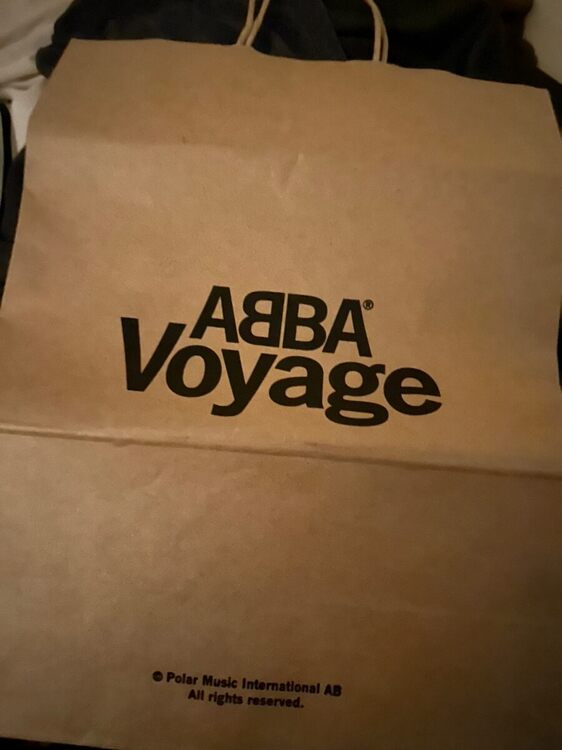 ABBA®
Voyage
© Polar Music International AB
All rights reserved.